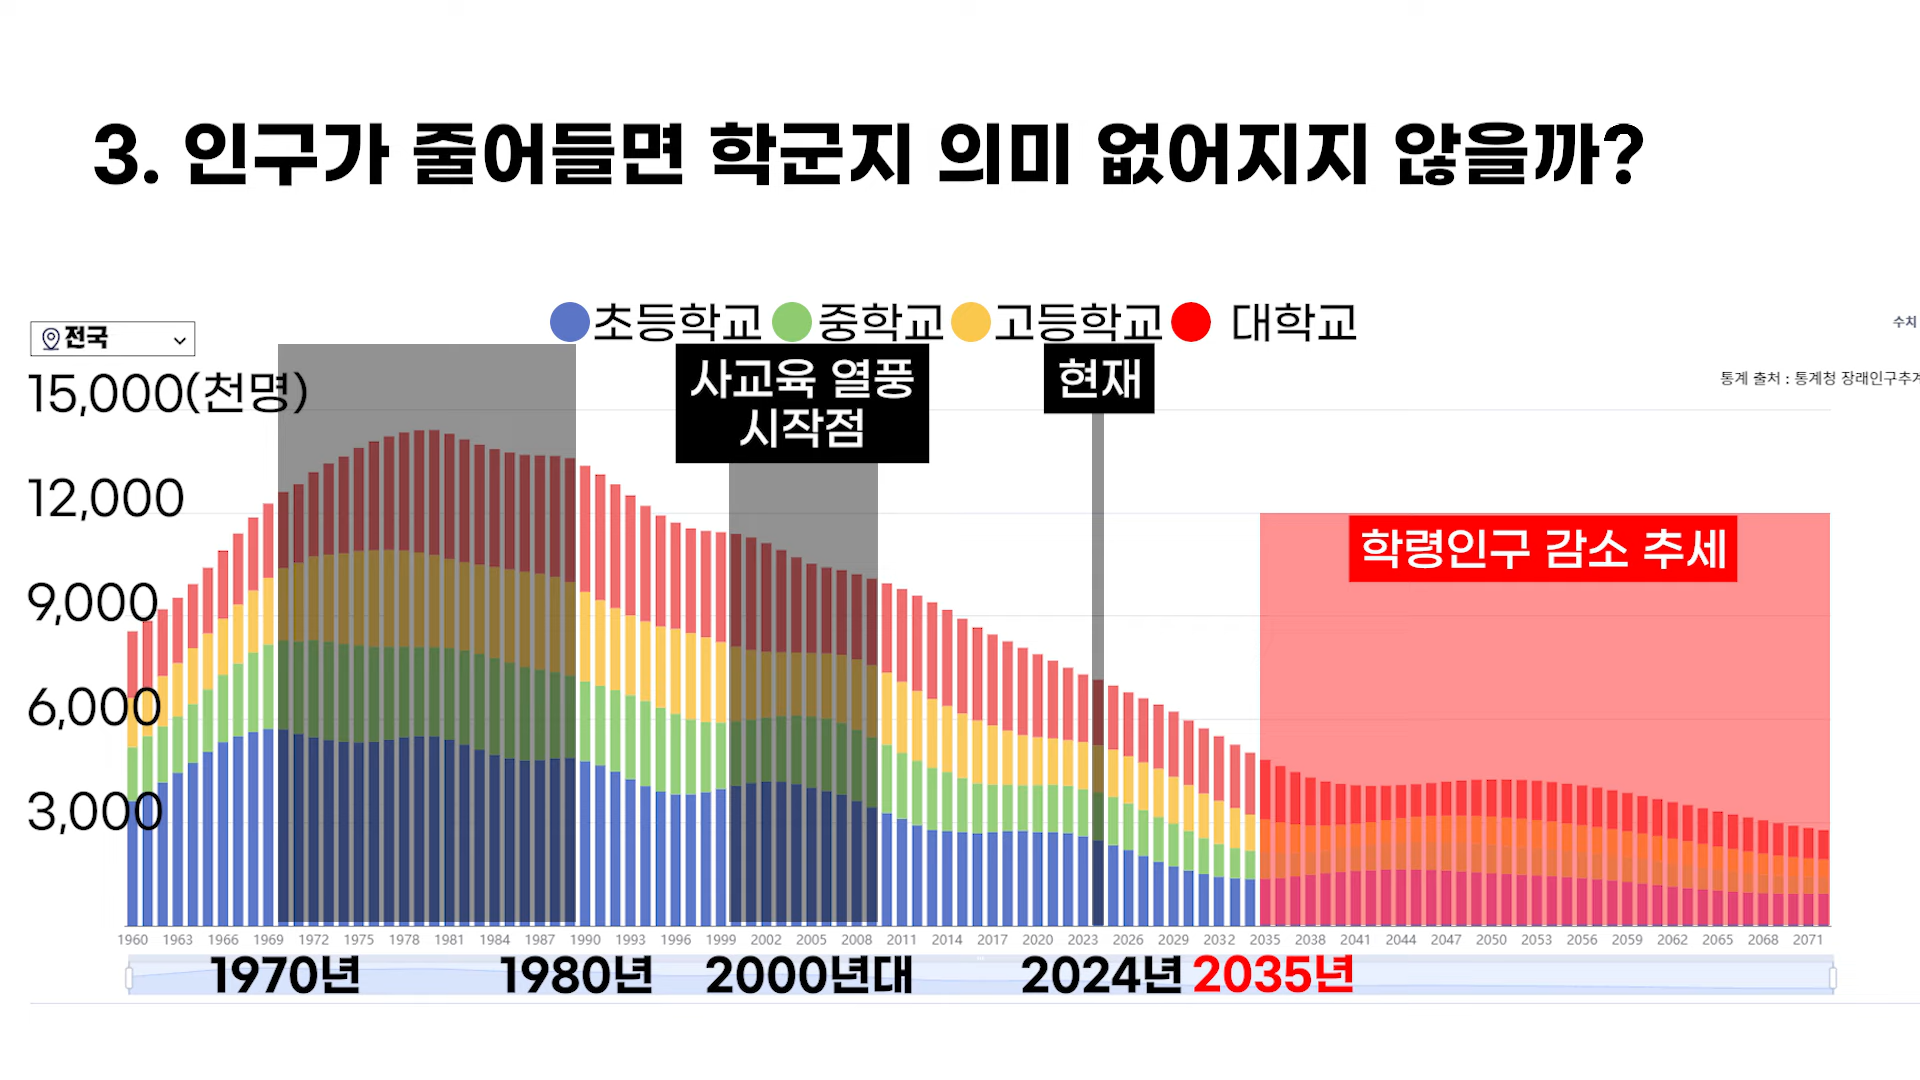 3. 인구가 줄어들면 학군지 의미 없어지지 않을까?
초등학교 중학교 고등학교 대학교
전국
수치
사교육 열풍
시작점
현재
통계 출처 : 통계청 장래인구추계
15,000(천명)
12,000
학령인구 감소 추세
9,000
6,000
3,000
1960 1963 1966 1969 1972 1975 1978 1981 1984 1987 1990 1993 1996 1999 2002 2005 2008 2011 2014 2017 2020 2023 2026 2029 2032 2035 2038 2041 2044 2047 2050 2053 2056 2059 2062 2065 2068 2071
1970년 1980년 2000년대 2024년 2035년